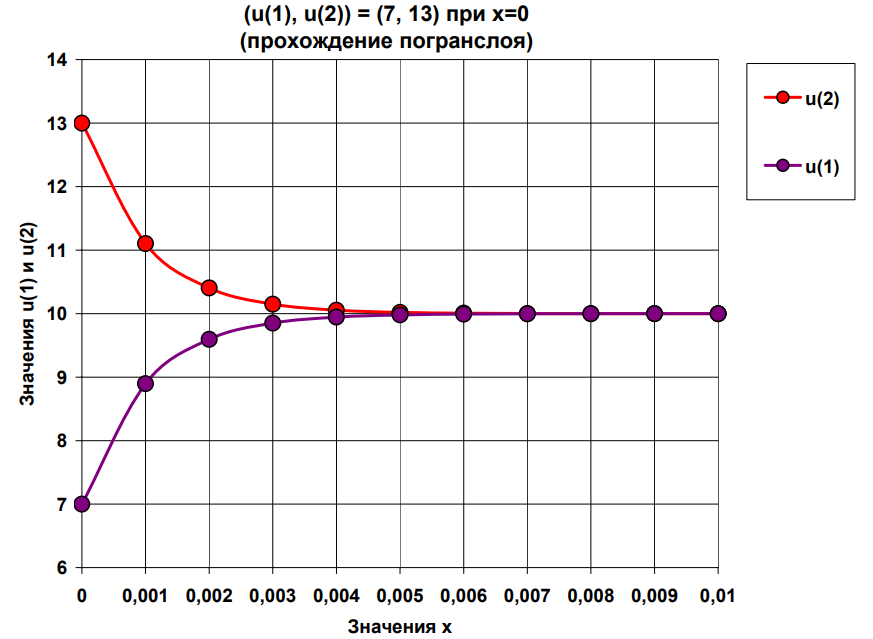 (u(1), u(2)) = (7, 13) при x=0
(прохождение погранслоя)
14
13
12
11
10
9
8
7
6
Значения u(1) и u(2)
0 0,001 0,002 0,003 0,004 0,005 0,006 0,007 0,008 0,009 0,01
Значения x
u(2)
u(1)